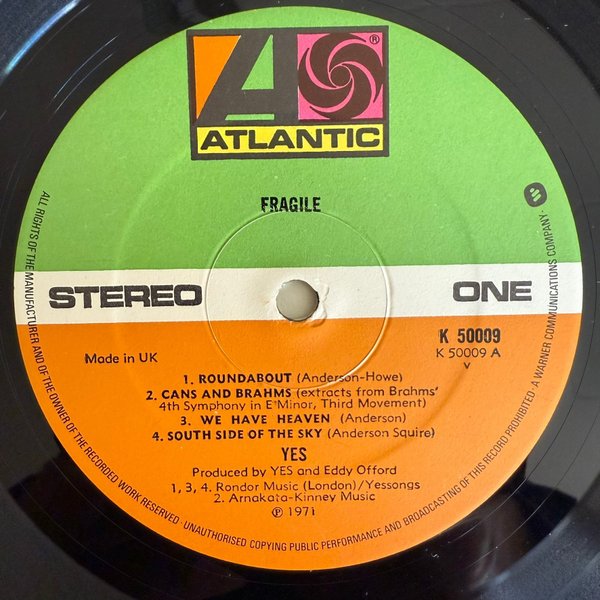 ATLANTIC
®
FRAGILE
STEREO ONE
K 50009
K 50009 A
V
Made in UK
1. ROUNDABOUT (Anderson-Howe)
2. CANS AND BRAHMS (extracts from Brahms'
4th Symphony in E Minor, Third Movement)
3. WE HAVE HEAVEN (Anderson)
4. SOUTH SIDE OF THE SKY (Anderson Squire)
YES
Produced by YES and Eddy Offord
1, 3, 4. Rondor Music (London)/Yessongs
2. Arnakata-Kinney Music
℗ 1971
ALL RIGHTS OF THE MANUFACTURER AND OF THE OWNER OF THE RECORDED WORK RESERVED · UNAUTHORISED COPYING PUBLIC PERFORMANCE AND BROADCASTING OF THIS RECORD PROHIBITED · A WARNER COMMUNICATIONS COMPANY ·